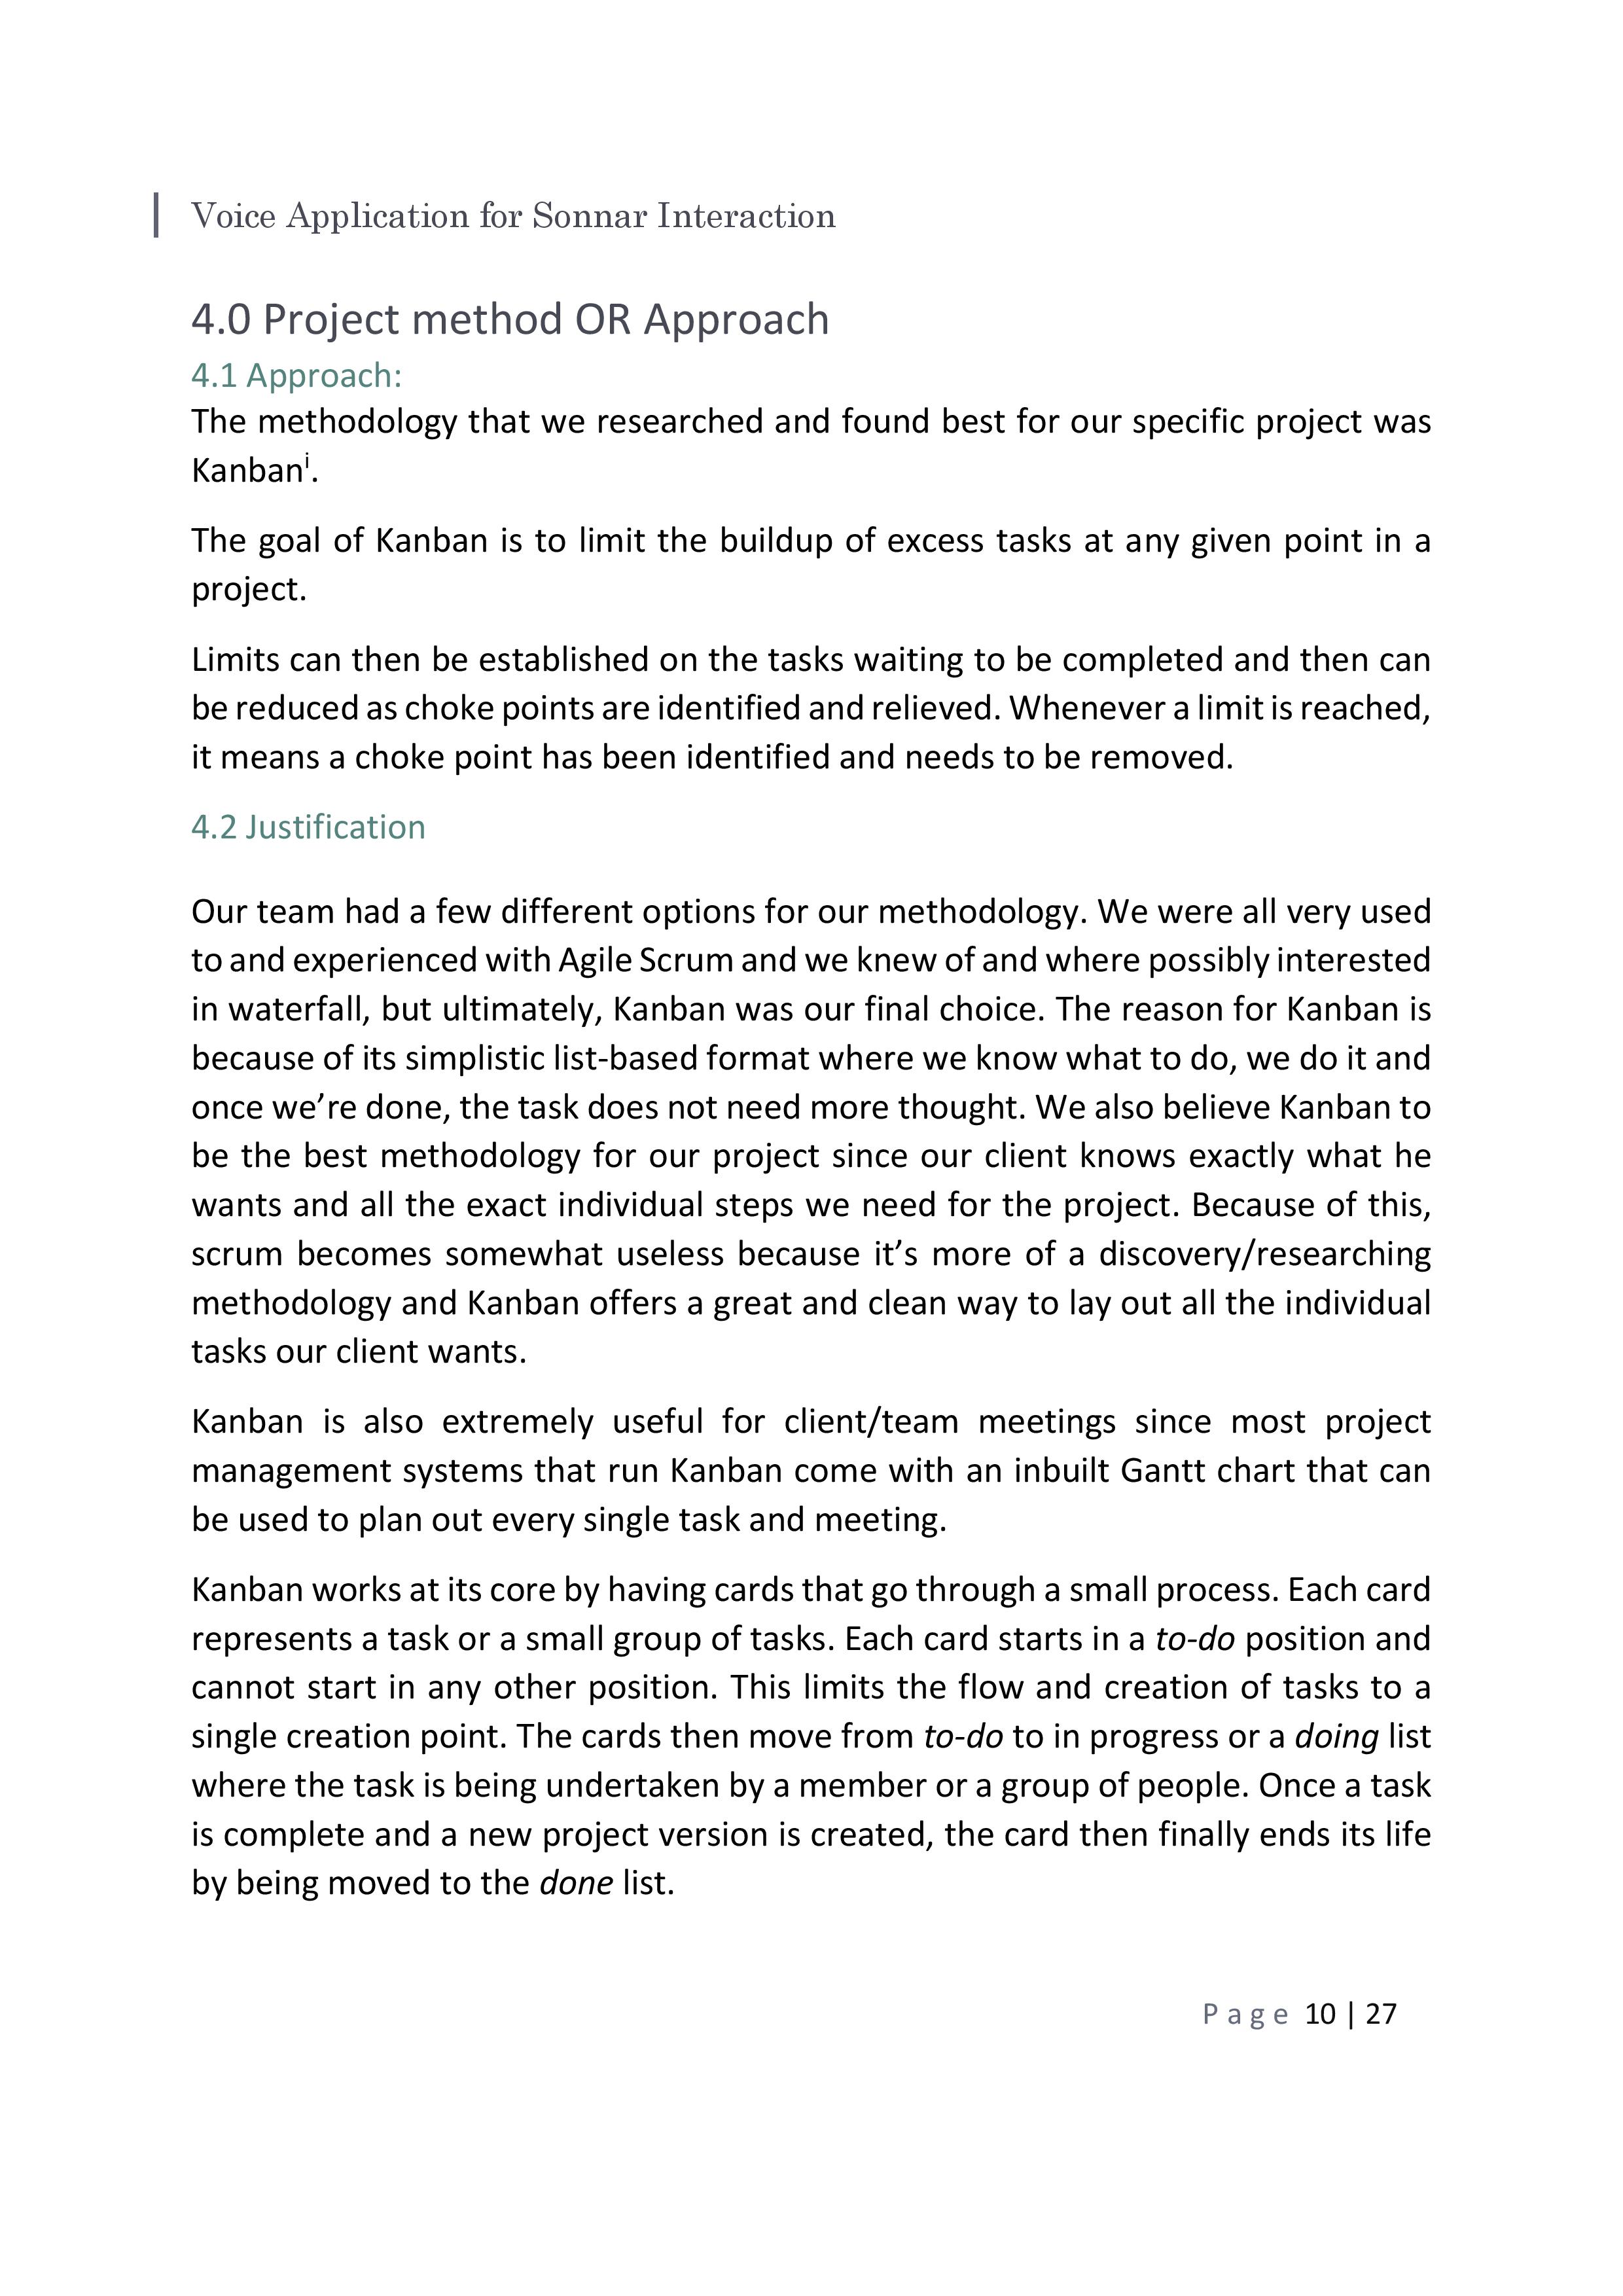 Voice Application for Sonnar Interaction
4.0 Project method OR Approach
4.1 Approach:
The methodology that we researched and found best for our specific project was
Kanbanⁱ.
The goal of Kanban is to limit the buildup of excess tasks at any given point in a
project.
Limits can then be established on the tasks waiting to be completed and then can
be reduced as choke points are identified and relieved. Whenever a limit is reached,
it means a choke point has been identified and needs to be removed.
4.2 Justification
Our team had a few different options for our methodology. We were all very used
to and experienced with Agile Scrum and we knew of and where possibly interested
in waterfall, but ultimately, Kanban was our final choice. The reason for Kanban is
because of its simplistic list-based format where we know what to do, we do it and
once we’re done, the task does not need more thought. We also believe Kanban to
be the best methodology for our project since our client knows exactly what he
wants and all the exact individual steps we need for the project. Because of this,
scrum becomes somewhat useless because it’s more of a discovery/researching
methodology and Kanban offers a great and clean way to lay out all the individual
tasks our client wants.
Kanban is also extremely useful for client/team meetings since most project
management systems that run Kanban come with an inbuilt Gantt chart that can
be used to plan out every single task and meeting.
Kanban works at its core by having cards that go through a small process. Each card
represents a task or a small group of tasks. Each card starts in a to-do position and
cannot start in any other position. This limits the flow and creation of tasks to a
single creation point. The cards then move from to-do to in progress or a doing list
where the task is being undertaken by a member or a group of people. Once a task
is complete and a new project version is created, the card then finally ends its life
by being moved to the done list.
Page 10 | 27